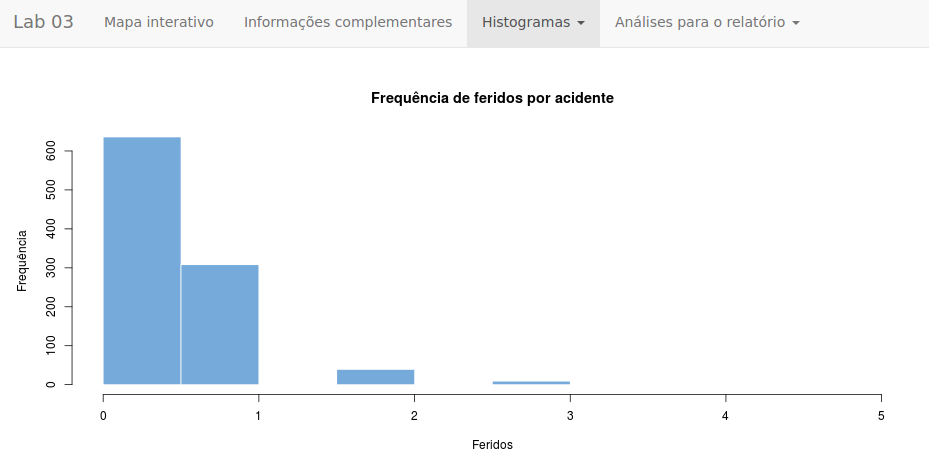 Lab 03 Mapa interativo Informações complementares Histogramas Análises para o relatório
Frequência de feridos por acidente
Frequência
600
500
400
300
200
100
0
0 1 2 3 4 5
Feridos